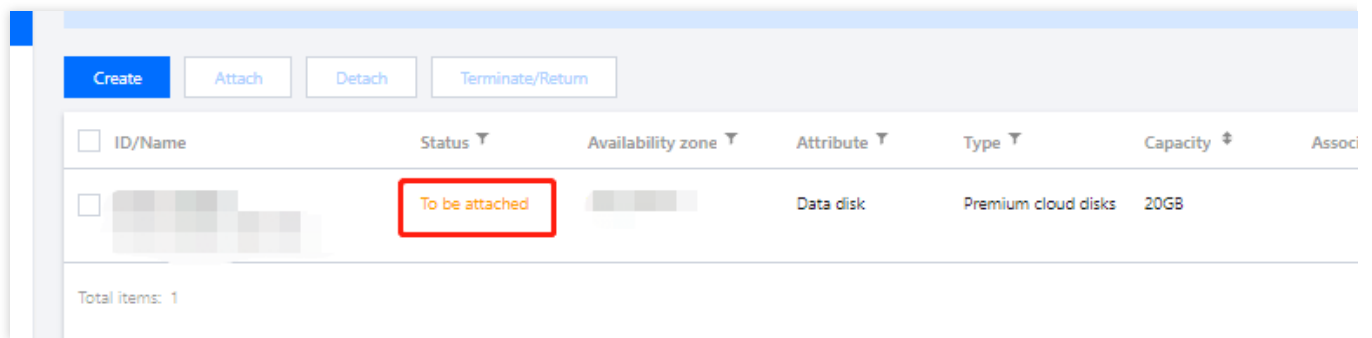 Create Attach Detach Terminate/Return
ID/Name Status Availability zone Attribute Type Capacity Associ
To be attached Data disk Premium cloud disks 20GB
Total items: 1